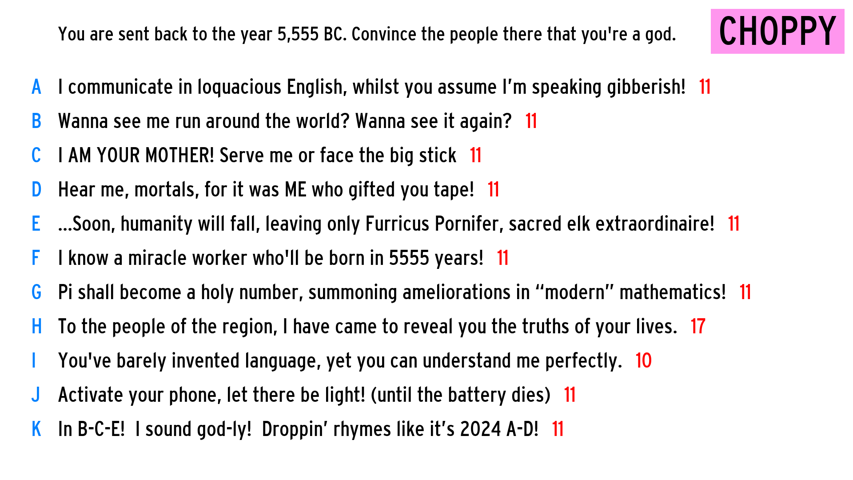 You are sent back to the year 5,555 BC. Convince the people there that you're a god.
CHOPPY
A I communicate in loquacious English, whilst you assume I'm speaking gibberish! 11
B Wanna see me run around the world? Wanna see it again? 11
C I AM YOUR MOTHER! Serve me or face the big stick 11
D Hear me, mortals, for it was ME who gifted you tape! 11
E ...Soon, humanity will fall, leaving only Furricus Pornifer, sacred elk extraordinaire! 11
F I know a miracle worker who'll be born in 5555 years! 11
G Pi shall become a holy number, summoning ameliorations in “modern” mathematics! 11
H To the people of the region, I have came to reveal you the truths of your lives. 17
I You've barely invented language, yet you can understand me perfectly. 10
J Activate your phone, let there be light! (until the battery dies) 11
K In B-C-E! I sound god-ly! Droppin’ rhymes like it’s 2024 A-D! 11